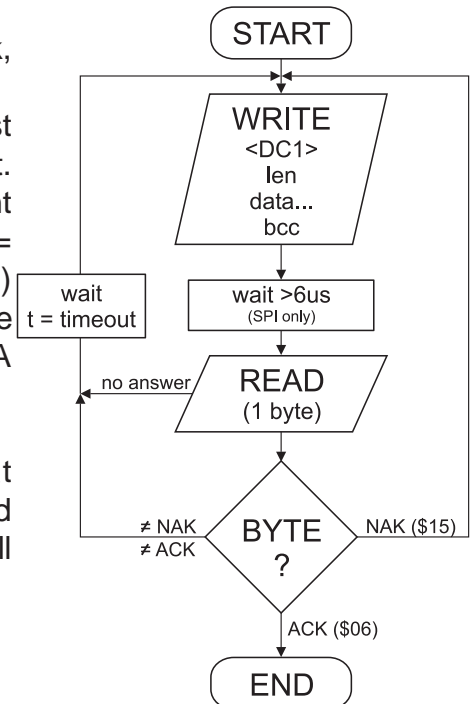 START
WRITE
<DC1>
len
data...
bcc
wait
t = timeout
wait >6us
(SPI only)
no answer
READ
(1 byte)
≠ NAK
≠ ACK
BYTE
?
NAK ($15)
ACK ($06)
END